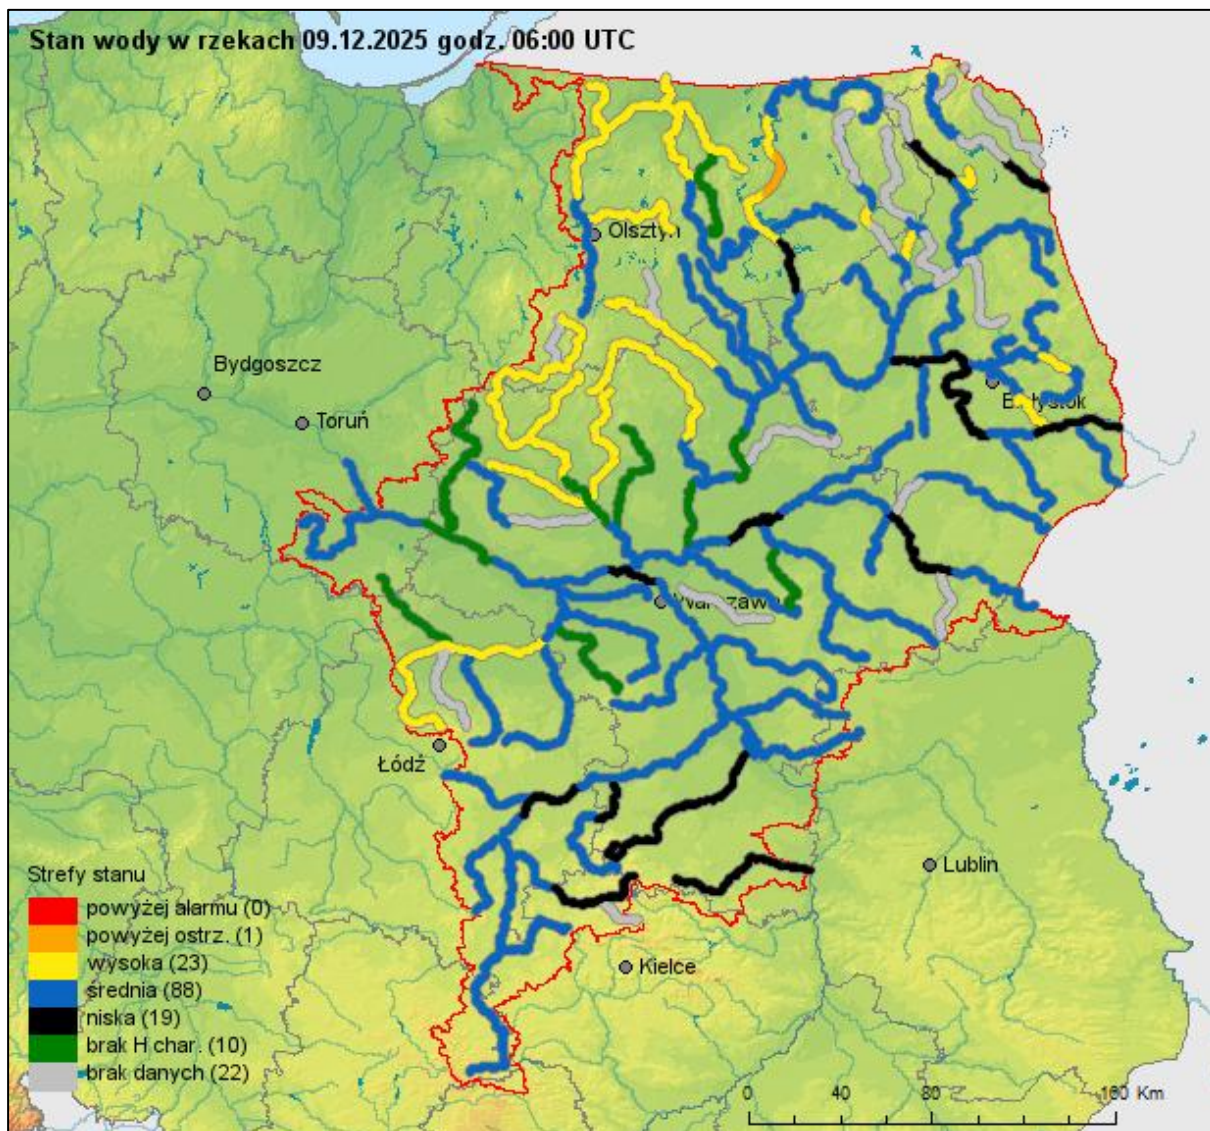 Stan wody w rzekach 09.12.2025 godz. 06:00 UTC
Olsztyn
Bydgoszcz
Toruń
Białystok
Warszawa
Łódź
Lublin
Kielce
Strefy stanu
powyżej alarmu (0)
powyżej ostrz. (1)
wysoka (23)
średnia (88)
niska (19)
brak H char. (10)
brak danych (22)
0 40 80 160 Km